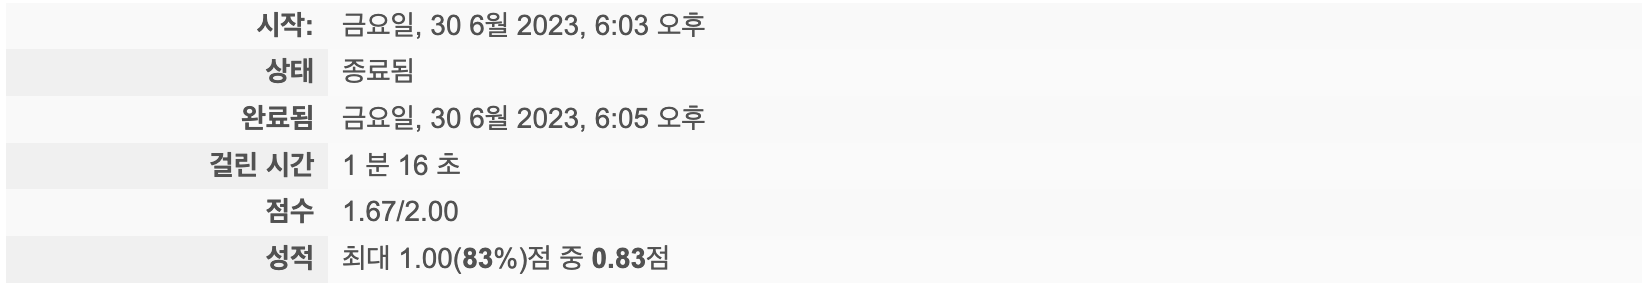 시작: 금요일, 30 6월 2023, 6:03 오후
상태 종료됨
완료됨 금요일, 30 6월 2023, 6:05 오후
걸린 시간 1 분 16 초
점수 1.67/2.00
성적 최대 1.00(83%)점 중 0.83점